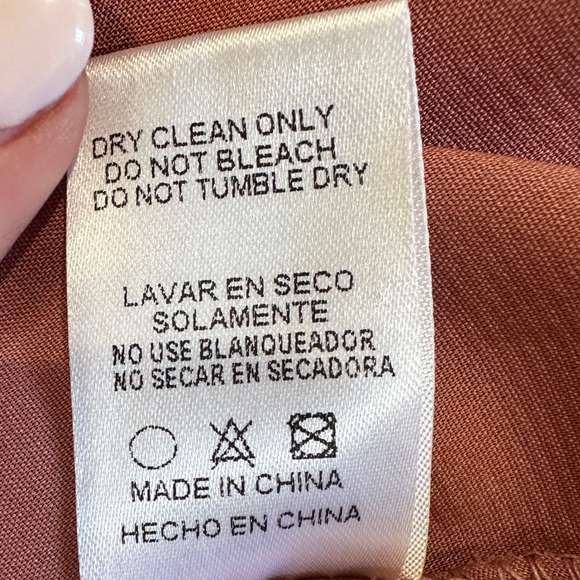 DRY CLEAN ONLY
DO NOT BLEACH
DO NOT TUMBLE DRY
LAVAR EN SECO
SOLAMENTE
NO USE BLANQUEADOR
NO SECAR EN SECADORA
MADE IN CHINA
HECHO EN CHINA